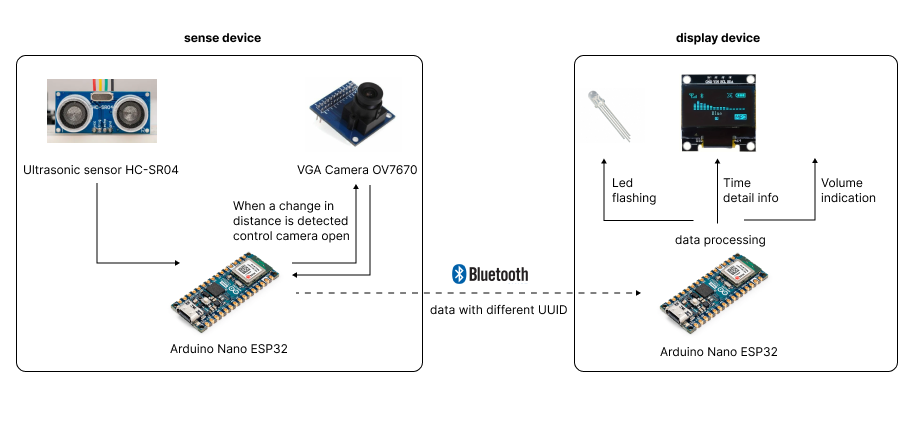 sense device
display device
HC-SR04
Ultrasonic sensor HC-SR04
VGA Camera OV7670
When a change in
distance is detected
control camera open
Arduino Nano ESP32
Bluetooth
data with different UUID
Led
flashing
Time
detail info
Volume
indication
data processing
Arduino Nano ESP32